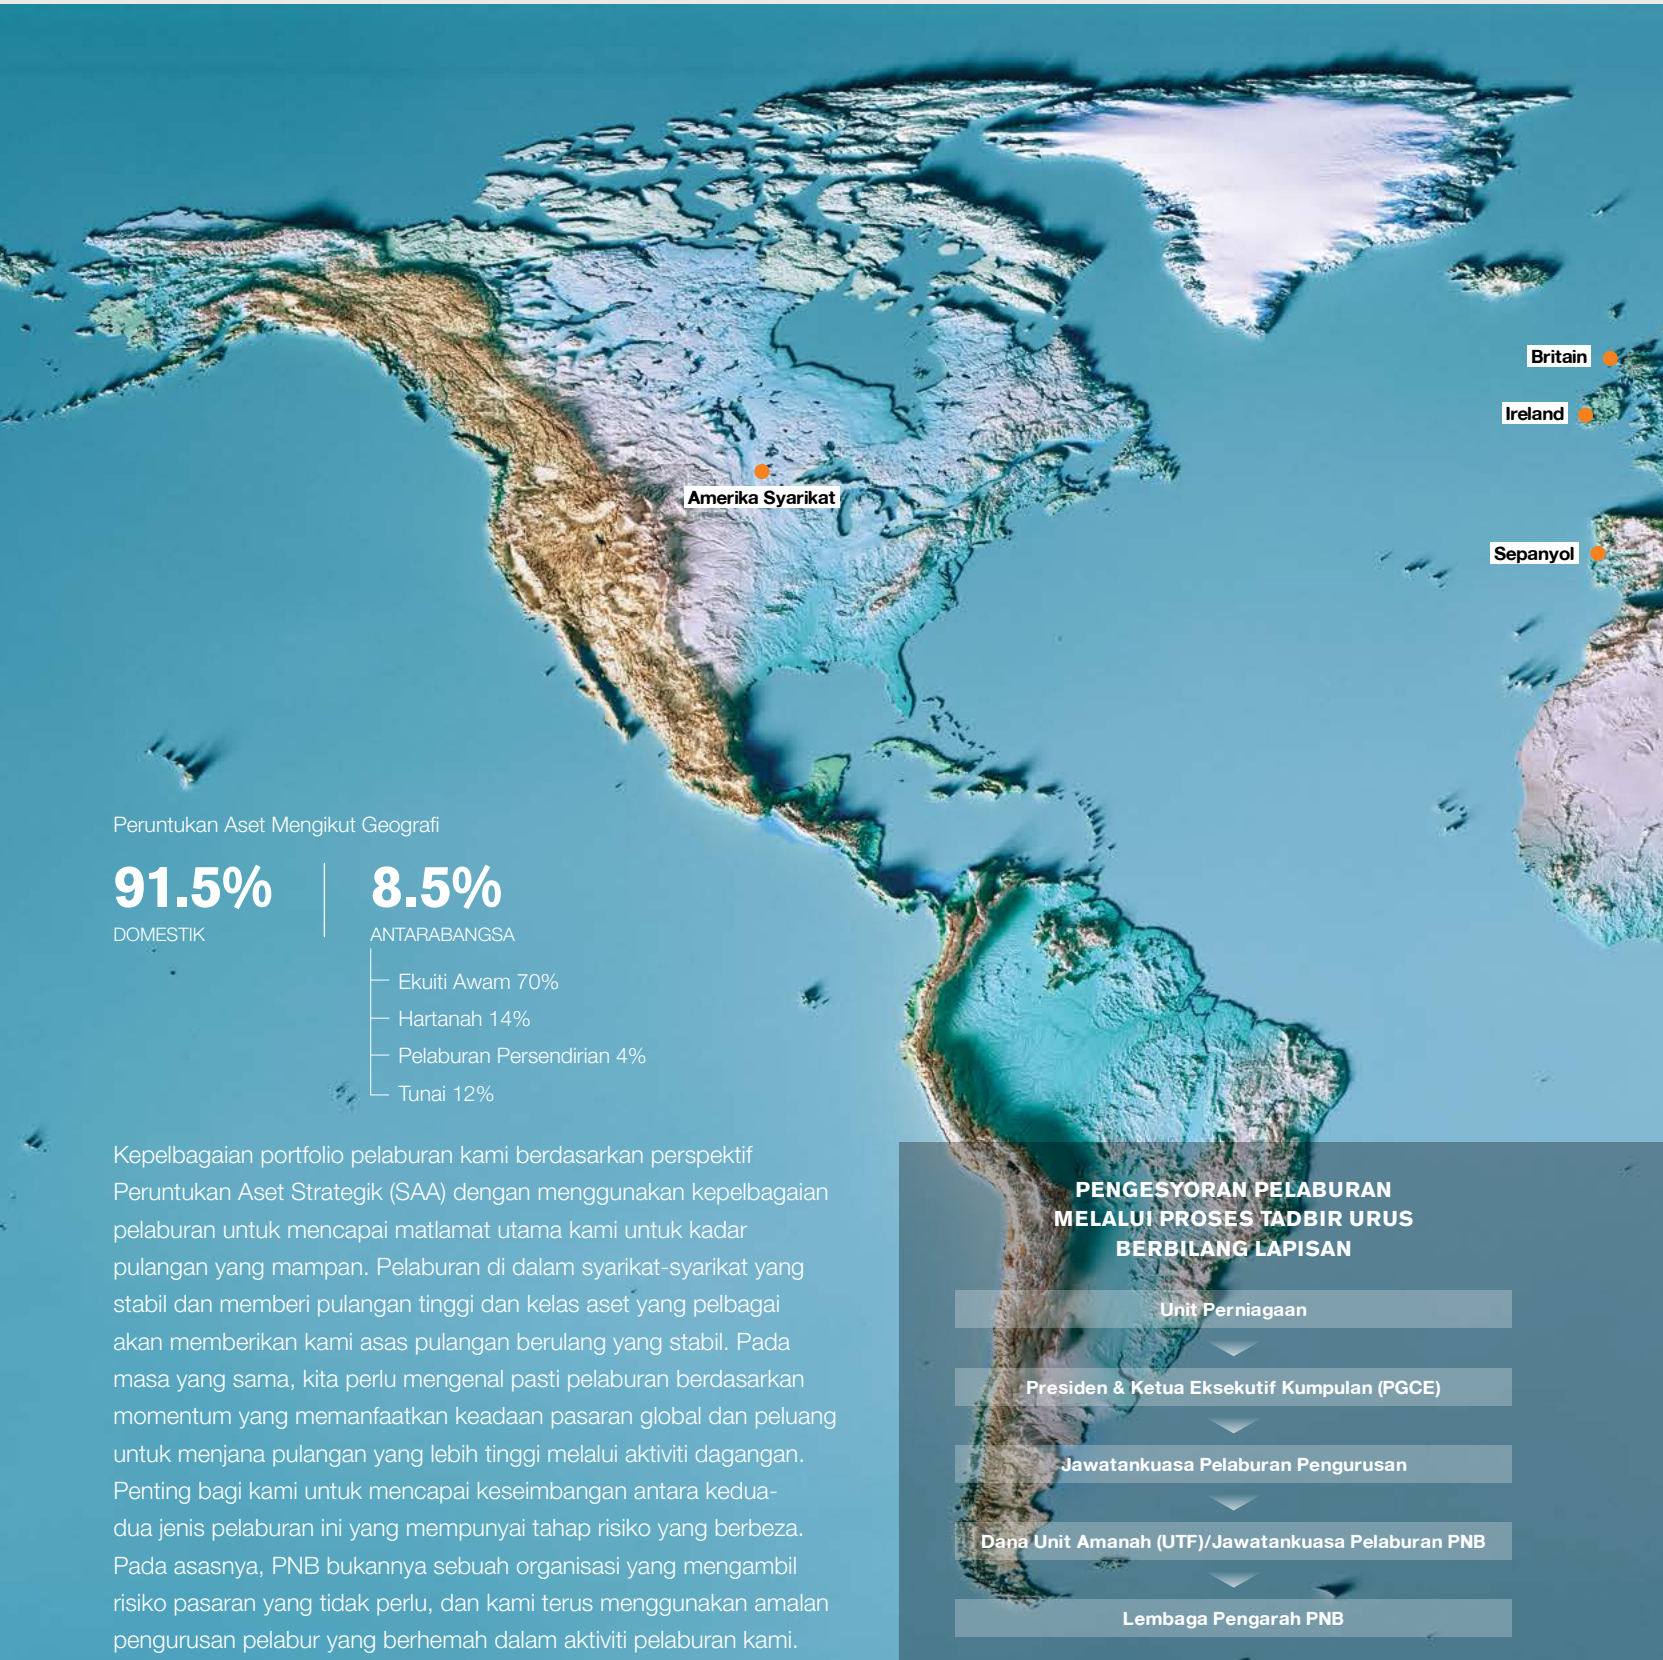 Britain
Ireland
Amerika Syarikat
Sepanyol
Peruntukan Aset Mengikut Geografi
91.5%
DOMESTIK
8.5%
ANTARABANGSA
Ekuiti Awam 70%
Hartanah 14%
Pelaburan Persendirian 4%
Tunai 12%
Kepelbagaian portfolio pelaburan kami berdasarkan perspektif
Peruntukan Aset Strategik (SAA) dengan menggunakan kepelbagaian
pelaburan untuk mencapai matlamat utama kami untuk kadar
pulangan yang mampan. Pelaburan di dalam syarikat-syarikat yang
stabil dan memberi pulangan tinggi dan kelas aset yang pelbagai
akan memberikan kami asas pulangan berulang yang stabil. Pada
masa yang sama, kita perlu mengenal pasti pelaburan berdasarkan
momentum yang memanfaatkan keadaan pasaran global dan peluang
untuk menjana pulangan yang lebih tinggi melalui aktiviti dagangan.
Penting bagi kami untuk mencapai keseimbangan antara kedua-
dua jenis pelaburan ini yang mempunyai tahap risiko yang berbeza.
Pada asasnya, PNB bukannya sebuah organisasi yang mengambil
risiko pasaran yang tidak perlu, dan kami terus menggunakan amalan
pengurusan pelabur yang berhemah dalam aktiviti pelaburan kami.
PENGESYORAN PELABURAN
MELALUI PROSES TADBIR URUS
BERBILANG LAPISAN
Unit Perniagaan
Presiden & Ketua Eksekutif Kumpulan (PGCE)
Jawatankuasa Pelaburan Pengurusan
Dana Unit Amanah (UTF)/Jawatankuasa Pelaburan PNB
Lembaga Pengarah PNB